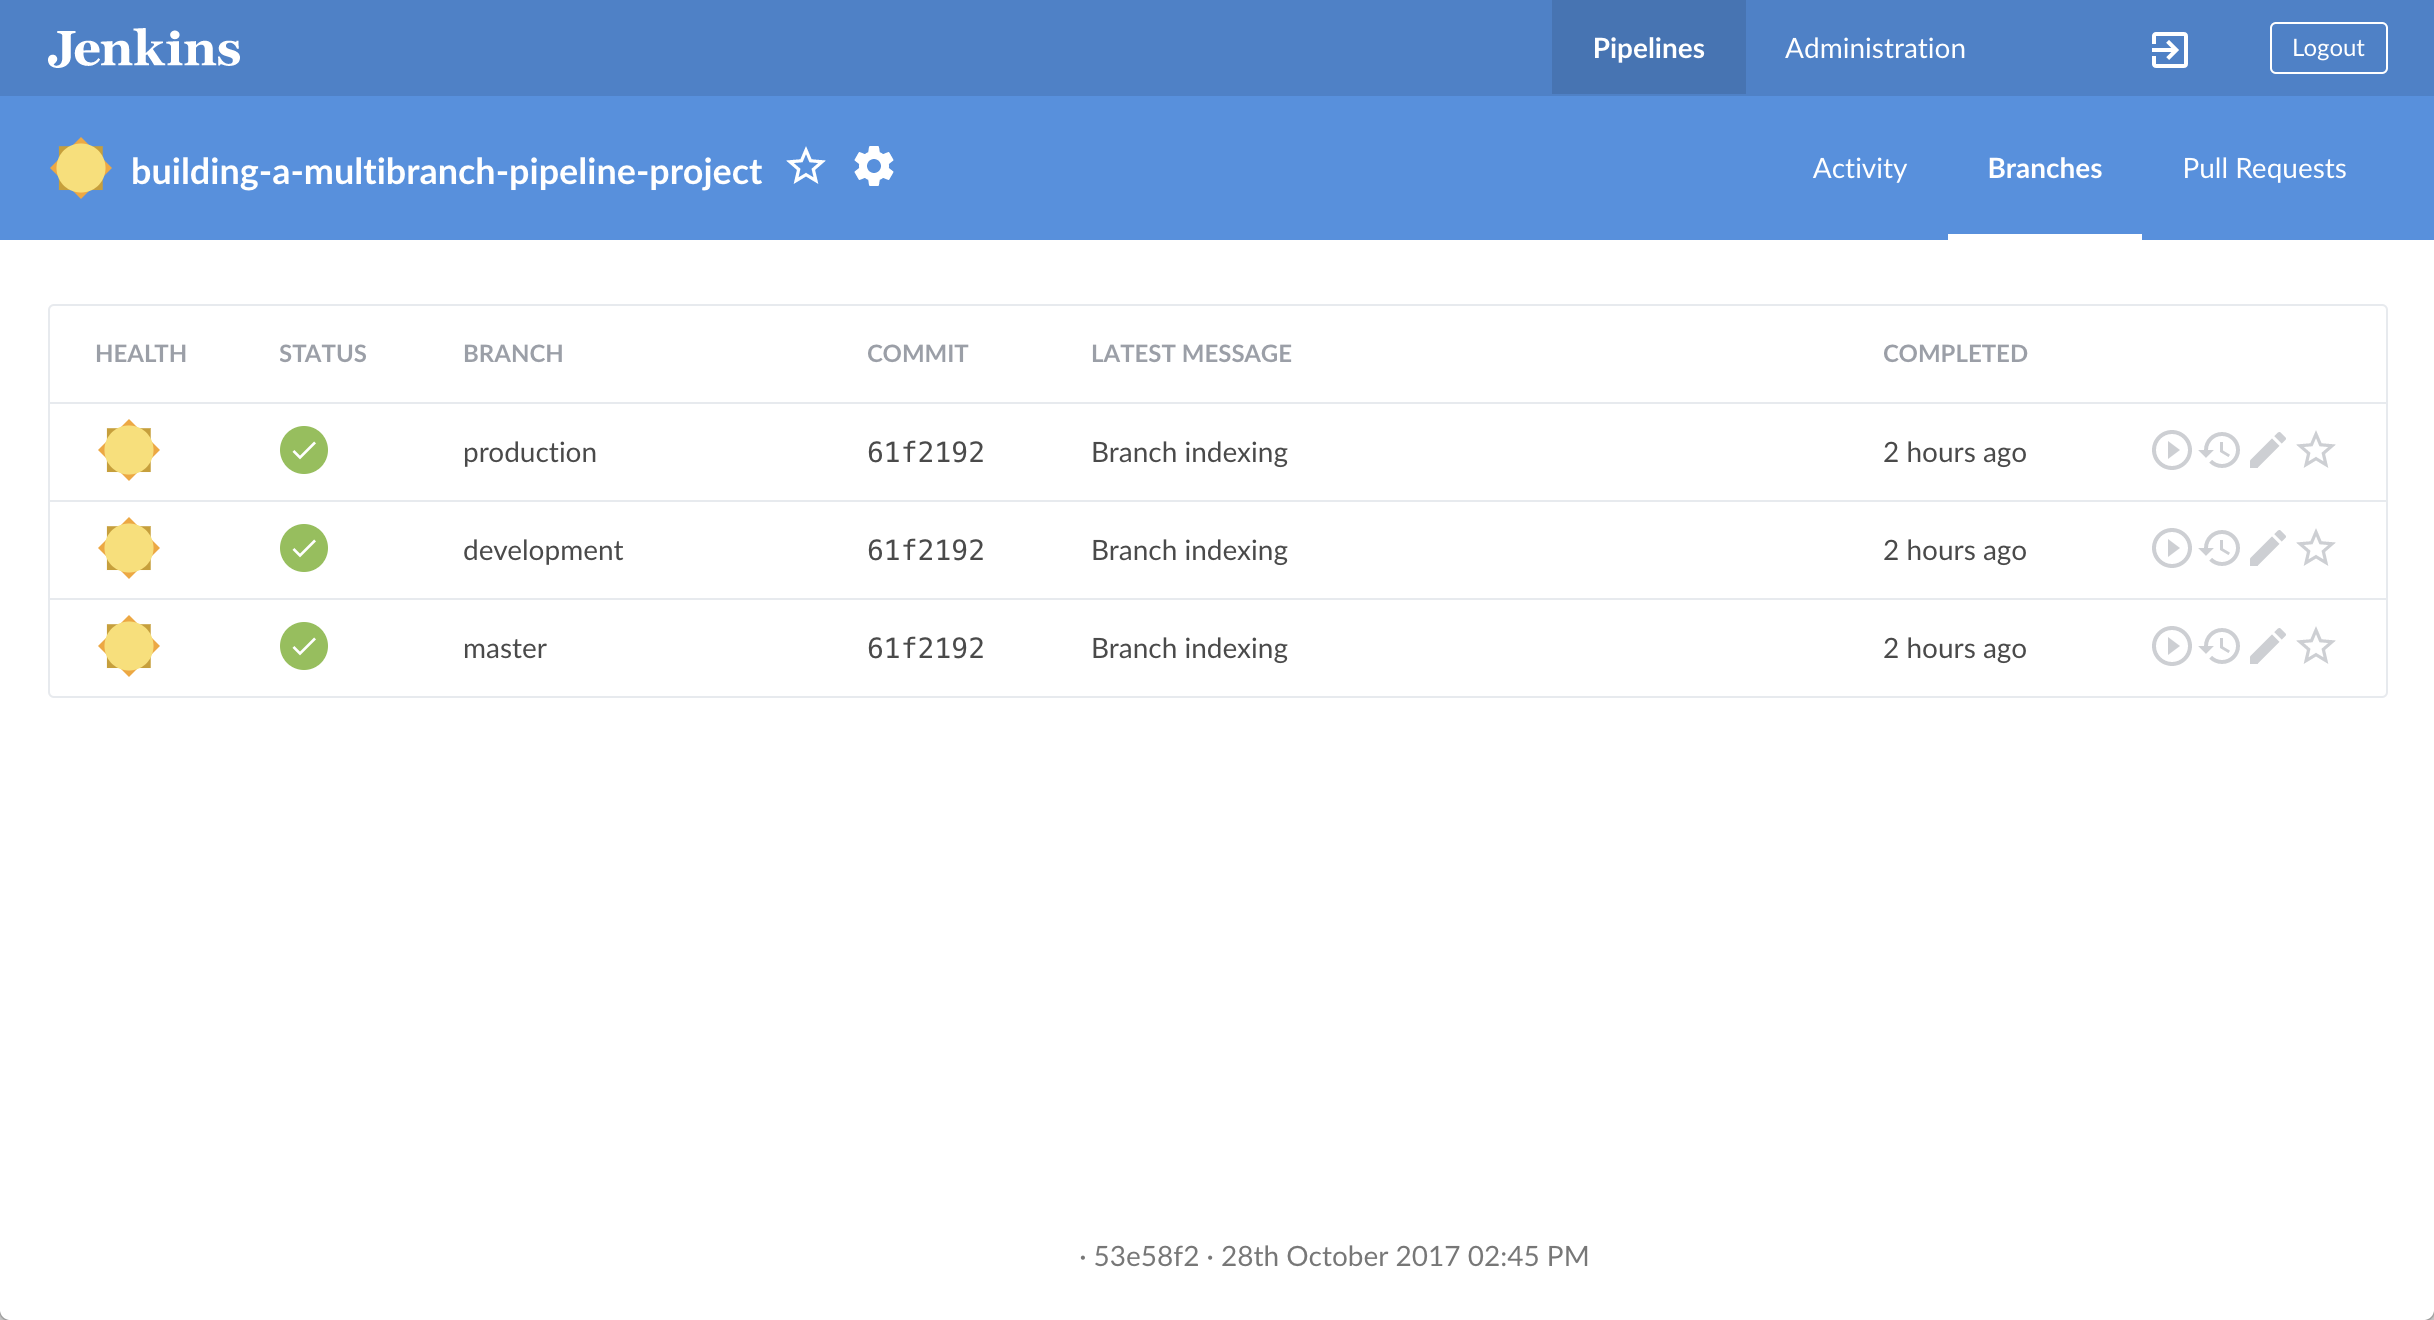 Jenkins
Pipelines
Administration
Logout
building-a-multibranch-pipeline-project
Activity
Branches
Pull Requests
HEALTH STATUS BRANCH COMMIT LATEST MESSAGE COMPLETED
production 61f2192 Branch indexing 2 hours ago
development 61f2192 Branch indexing 2 hours ago
master 61f2192 Branch indexing 2 hours ago
· 53e58f2 · 28th October 2017 02:45 PM